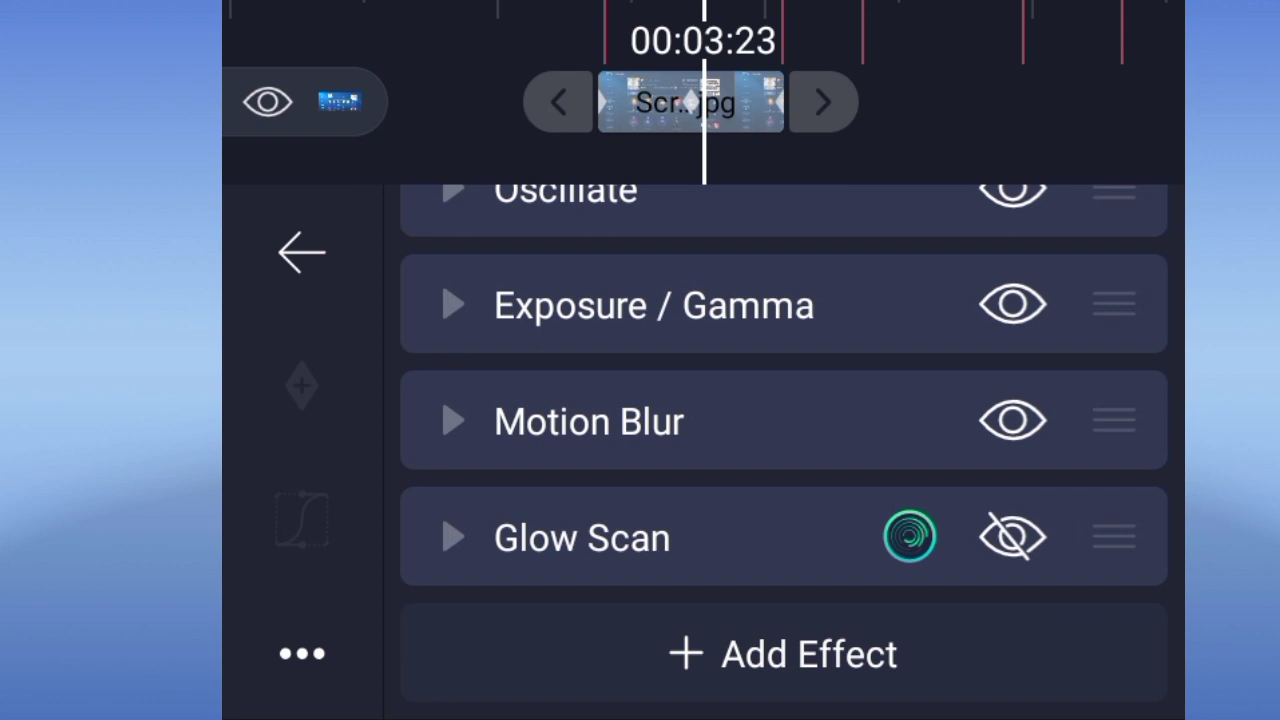 00:03:23
Scr...jpg
Oscillate
Exposure / Gamma
Motion Blur
Glow Scan
+ Add Effect